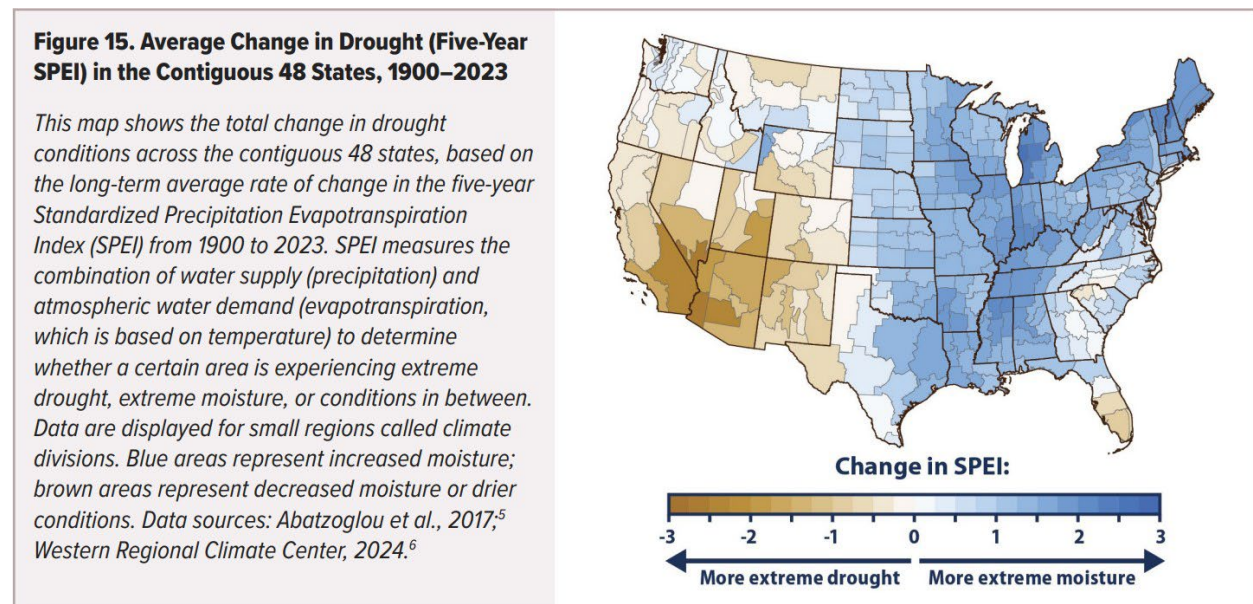 Figure 15. Average Change in Drought (Five-Year
SPEI) in the Contiguous 48 States, 1900–2023
This map shows the total change in drought
conditions across the contiguous 48 states, based on
the long-term average rate of change in the five-year
Standardized Precipitation Evapotranspiration
Index (SPEI) from 1900 to 2023. SPEI measures the
combination of water supply (precipitation) and
atmospheric water demand (evapotranspiration,
which is based on temperature) to determine
whether a certain area is experiencing extreme
drought, extreme moisture, or conditions in between.
Data are displayed for small regions called climate
divisions. Blue areas represent increased moisture;
brown areas represent decreased moisture or drier
conditions. Data sources: Abatzoglou et al., 2017;⁵
Western Regional Climate Center, 2024.⁶
Change in SPEI:
-3 -2 -1 0 1 2 3
More extreme drought More extreme moisture